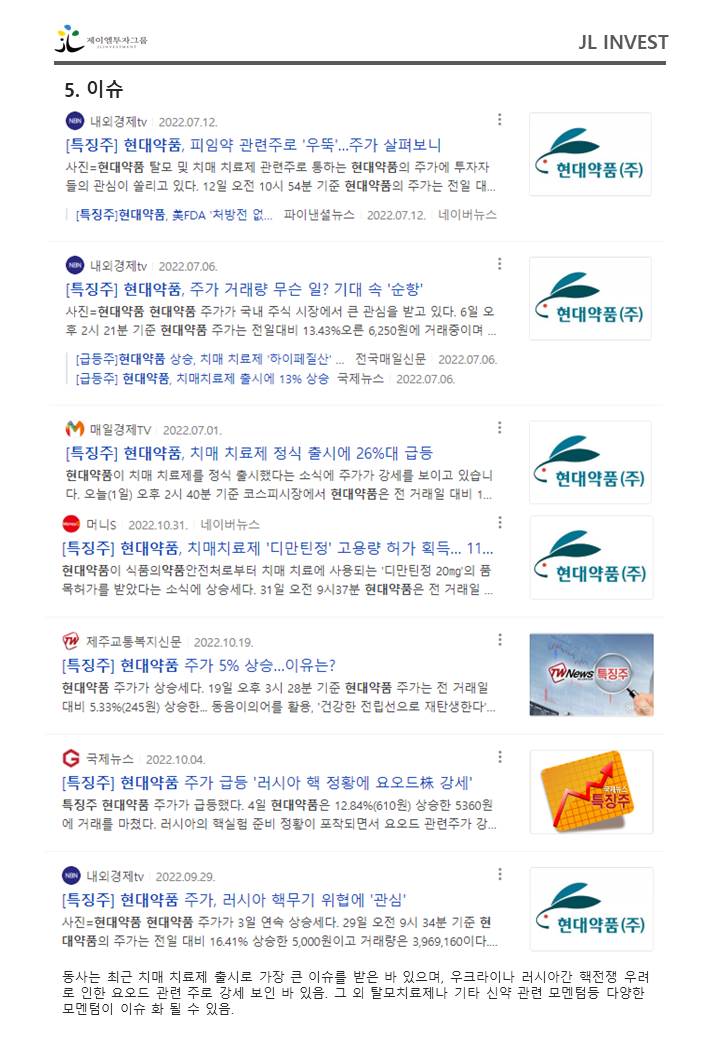 제이엘투자그룹
JLINVESTMENT
JL INVEST
5. 이슈
NBN 내외경제tv 2022.07.12.
[특징주] 현대약품, 피임약 관련주로 '우뚝'...주가 살펴보니
사진=현대약품 탈모 및 치매 치료제 관련주로 통하는 현대약품의 주가에 투자자
들의 관심이 쏠리고 있다. 12일 오전 10시 54분 기준 현대약품의 주가는 전일 대...
[특징주]현대약품, 美FDA '처방전 없... 파이낸셜뉴스 2022.07.12. 네이버뉴스
현대약품(주)
NBN 내외경제tv 2022.07.06.
[특징주] 현대약품, 주가 거래량 무슨 일? 기대 속 '순항'
사진=현대약품 현대약품 주가가 국내 주식 시장에서 큰 관심을 받고 있다. 6일 오
후 2시 21분 기준 현대약품 주가는 전일대비 13.43%오른 6,250원에 거래중이며 ...
[급등주]현대약품 상승, 치매 치료제 '하이페질산' ... 전국매일신문 2022.07.06.
[급등주] 현대약품, 치매치료제 출시에 13% 상승 국제뉴스 2022.07.06.
현대약품(주)
매일경제TV 2022.07.01.
[특징주] 현대약품, 치매 치료제 정식 출시에 26%대 급등
현대약품이 치매 치료제를 정식 출시했다는 소식에 주가가 강세를 보이고 있습니
다. 오늘(1일) 오후 2시 40분 기준 코스피시장에서 현대약품은 전 거래일 대비 1...
현대약품(주)
머니S 2022.10.31. 네이버뉴스
[특징주] 현대약품, 치매치료제 '디만틴정' 고용량 허가 획득... 11...
현대약품이 식품의약품안전처로부터 치매 치료에 사용되는 '디만틴정 20㎎'의 품
목허가를 받았다는 소식에 상승세다. 31일 오전 9시37분 현대약품은 전 거래일 ...
현대약품(주)
TW 제주교통복지신문 2022.10.19.
[특징주] 현대약품 주가 5% 상승...이유는?
현대약품 주가가 상승세다. 19일 오후 3시 28분 기준 현대약품 주가는 전 거래일
대비 5.33%(245원) 상승한... 동음이의어를 활용, '건강한 전립선으로 재탄생한다'...
TW News 특징주
국제뉴스 2022.10.04.
[특징주] 현대약품 주가 급등 '러시아 핵 정황에 요오드株 강세'
특징주 현대약품 주가가 급등했다. 4일 현대약품은 12.84%(610원) 상승한 5360원
에 거래를 마쳤다. 러시아의 핵실험 준비 정황이 포착되면서 요오드 관련주가 강...
국제뉴스
특징주
NBN 내외경제tv 2022.09.29.
[특징주] 현대약품 주가, 러시아 핵무기 위협에 '관심'
사진=현대약품 현대약품 주가가 3일 연속 상승세다. 29일 오전 9시 34분 기준 현
대약품의 주가는 전일 대비 16.41% 상승한 5,000원이고 거래량은 3,969,160이다....
현대약품(주)
동사는 최근 치매 치료제 출시로 가장 큰 이슈를 받은 바 있으며, 우크라이나 러시아간 핵전쟁 우려
로 인한 요오드 관련 주로 강세 보인 바 있음. 그 외 탈모치료제나 기타 신약 관련 모멘텀등 다양한
모멘텀이 이슈 화 될 수 있음.